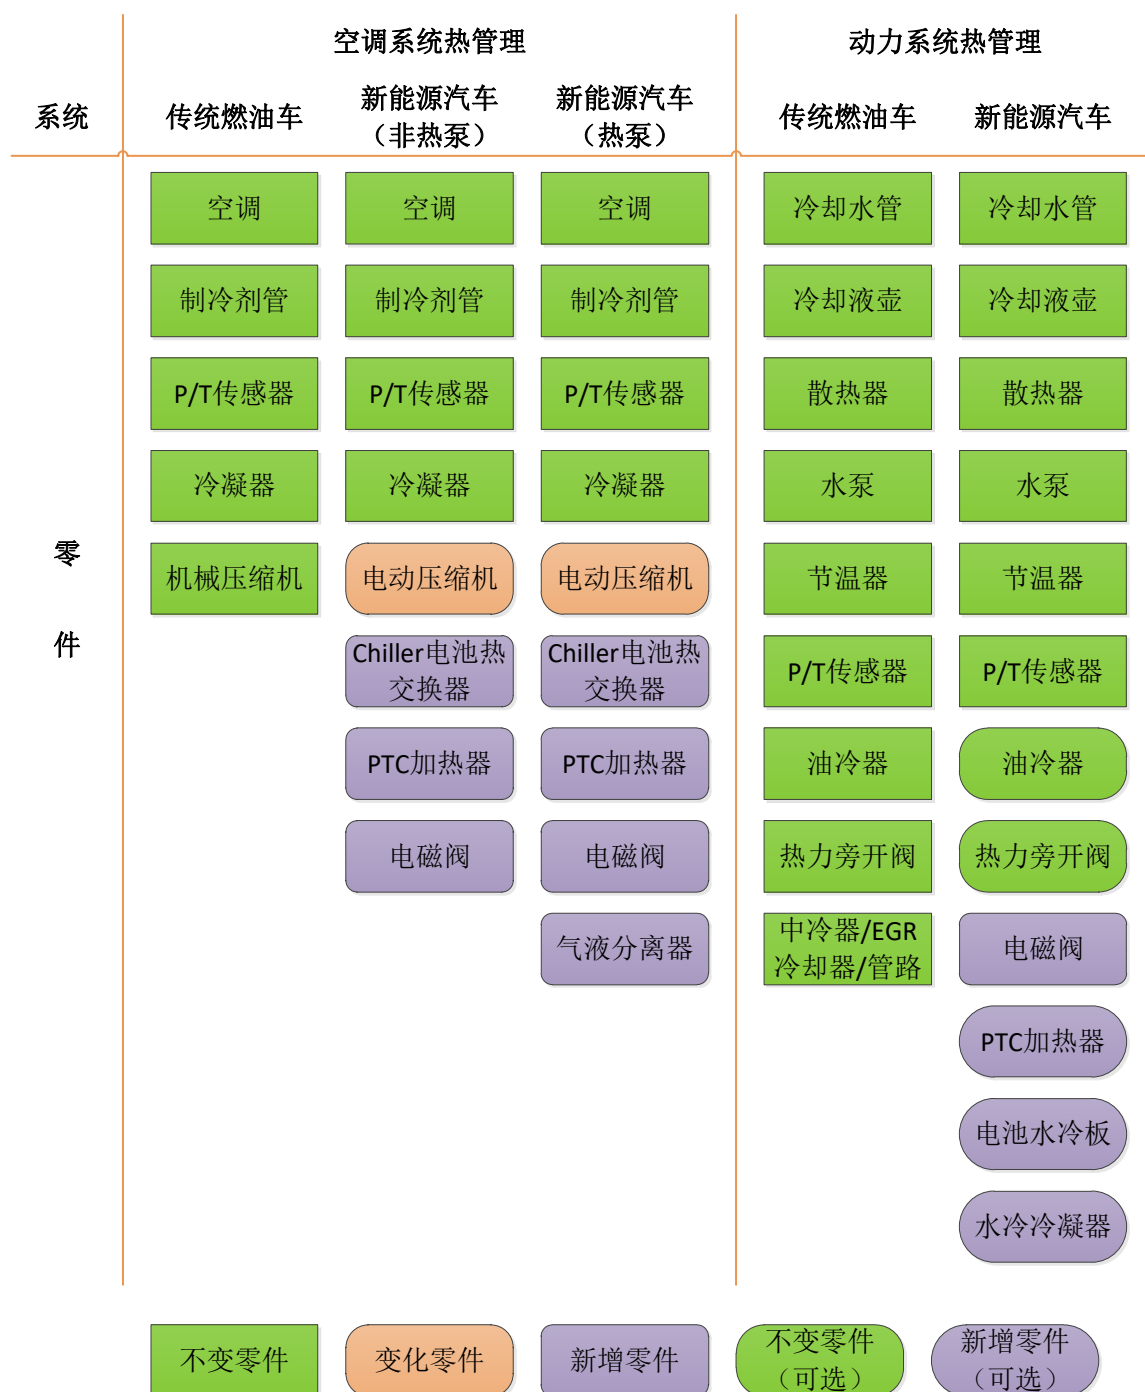 空调系统热管理
动力系统热管理
系统
传统燃油车
新能源汽车
（非热泵）
新能源汽车
（热泵）
传统燃油车
新能源汽车
零
件
空调
空调
空调
冷却水管
冷却水管
制冷剂管
制冷剂管
制冷剂管
冷却液壶
冷却液壶
P/T传感器
P/T传感器
P/T传感器
散热器
散热器
冷凝器
冷凝器
冷凝器
水泵
水泵
机械压缩机
电动压缩机
电动压缩机
节温器
节温器
Chiller电池热
交换器
Chiller电池热
交换器
P/T传感器
P/T传感器
PTC加热器
PTC加热器
油冷器
油冷器
电磁阀
电磁阀
热力旁开阀
热力旁开阀
气液分离器
中冷器/EGR
冷却器/管路
电磁阀
PTC加热器
电池水冷板
水冷冷凝器
不变零件
变化零件
新增零件
不变零件
（可选）
新增零件
（可选）